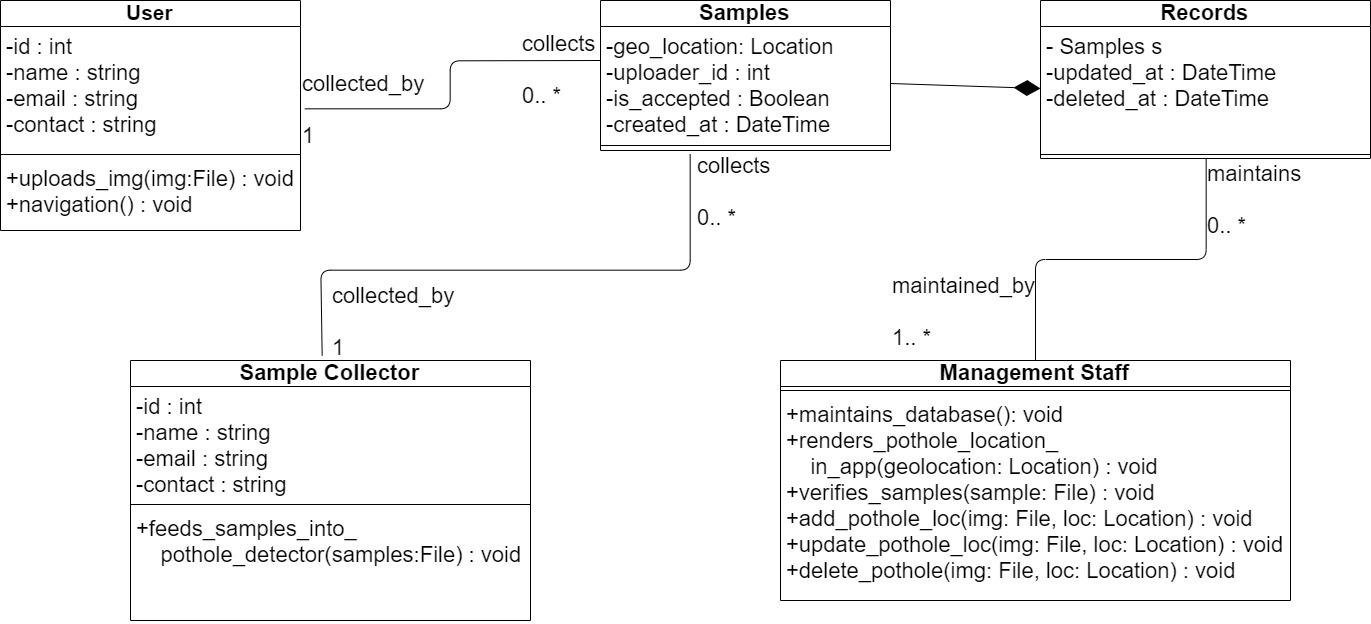 User
-id : int
-name : string
-email : string
-contact : string
+uploads_img(img:File) : void
+navigation() : void
collected_by
1
collects
0.. *
Samples
-geo_location: Location
-uploader_id : int
-is_accepted : Boolean
-created_at : DateTime
Records
- Samples s
-updated_at : DateTime
-deleted_at : DateTime
collects
0.. *
collected_by
1
maintains
0.. *
maintained_by
1.. *
Sample Collector
-id : int
-name : string
-email : string
-contact : string
+feeds_samples_into_
pothole_detector(samples:File) : void
Management Staff
+maintains_database(): void
+renders_pothole_location_
in_app(geolocation: Location) : void
+verifies_samples(sample: File) : void
+add_pothole_loc(img: File, loc: Location) : void
+update_pothole_loc(img: File, loc: Location) : void
+delete_pothole(img: File, loc: Location) : void